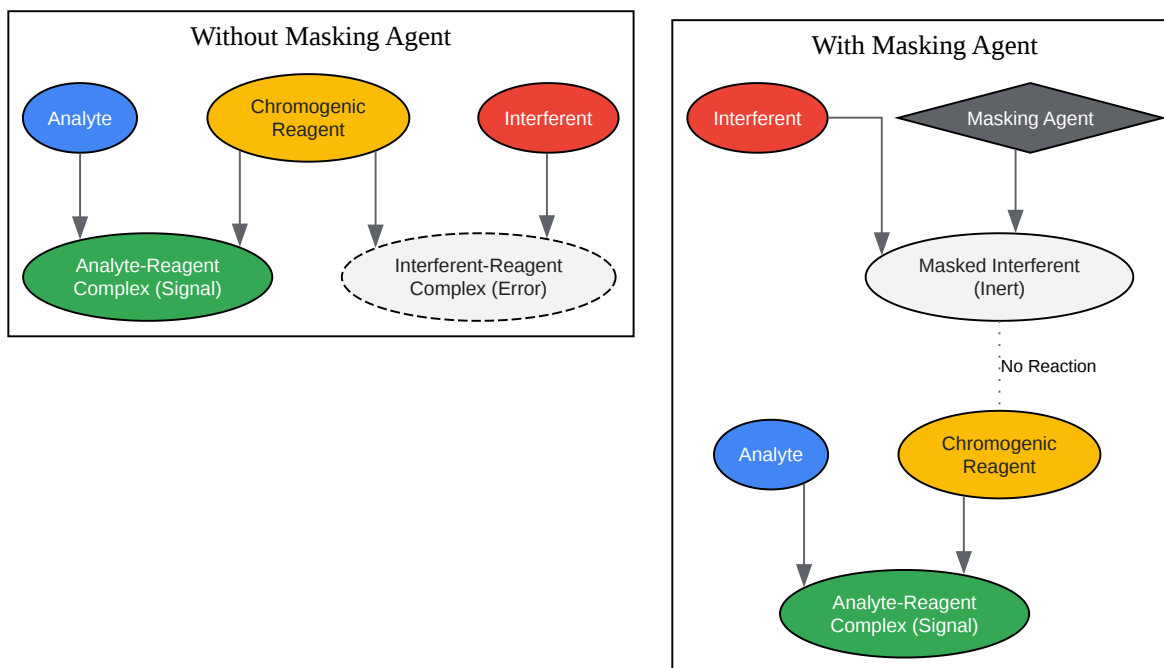 Without Masking Agent
Analyte
Chromogenic
Reagent
Interferent
Analyte-Reagent
Complex (Signal)
Interferent-Reagent
Complex (Error)
With Masking Agent
Interferent
Masking Agent
Masked Interferent
(Inert)
No Reaction
Analyte
Chromogenic
Reagent
Analyte-Reagent
Complex (Signal)